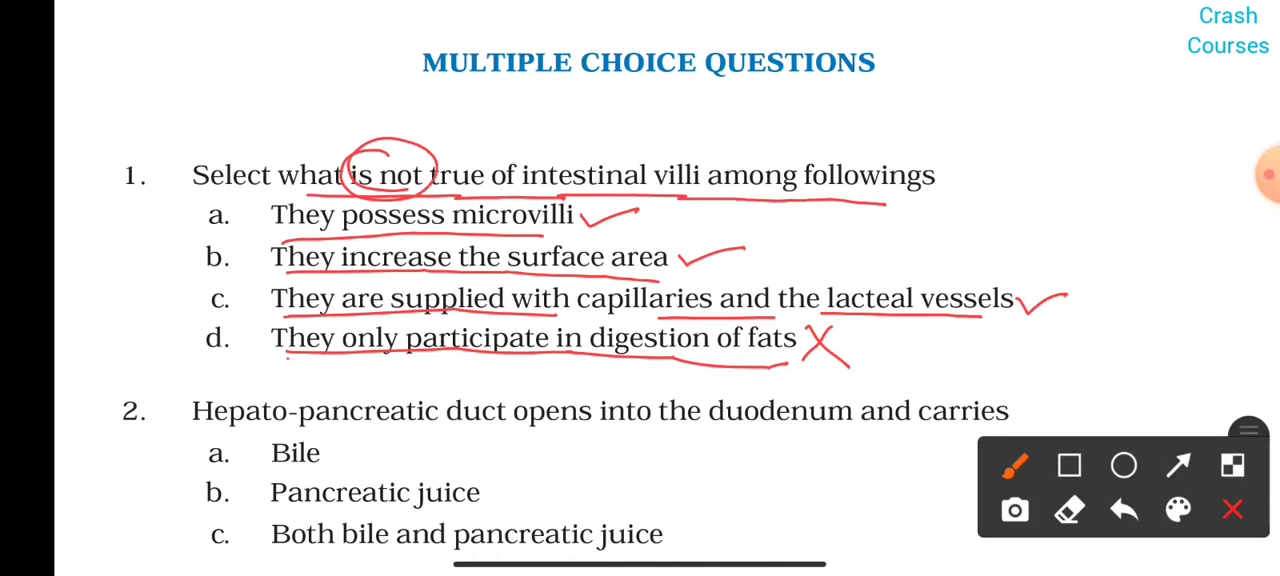 Crash
Courses
MULTIPLE CHOICE QUESTIONS
1. Select what is not true of intestinal villi among followings
a. They possess microvilli
b. They increase the surface area
c. They are supplied with capillaries and the lacteal vessels
d. They only participate in digestion of fats
2. Hepato-pancreatic duct opens into the duodenum and carries
a. Bile
b. Pancreatic juice
c. Both bile and pancreatic juice